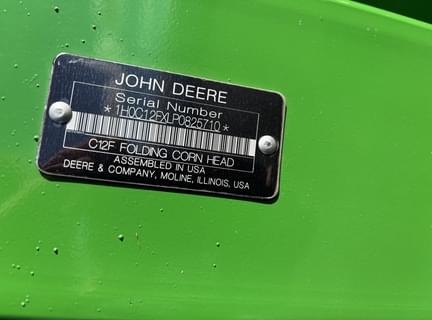 JOHN DEERE
Serial Number
*1H0C12FXLP0825710*
C12F FOLDING CORN HEAD
ASSEMBLED IN USA
DEERE & COMPANY, MOLINE, ILLINOIS, USA